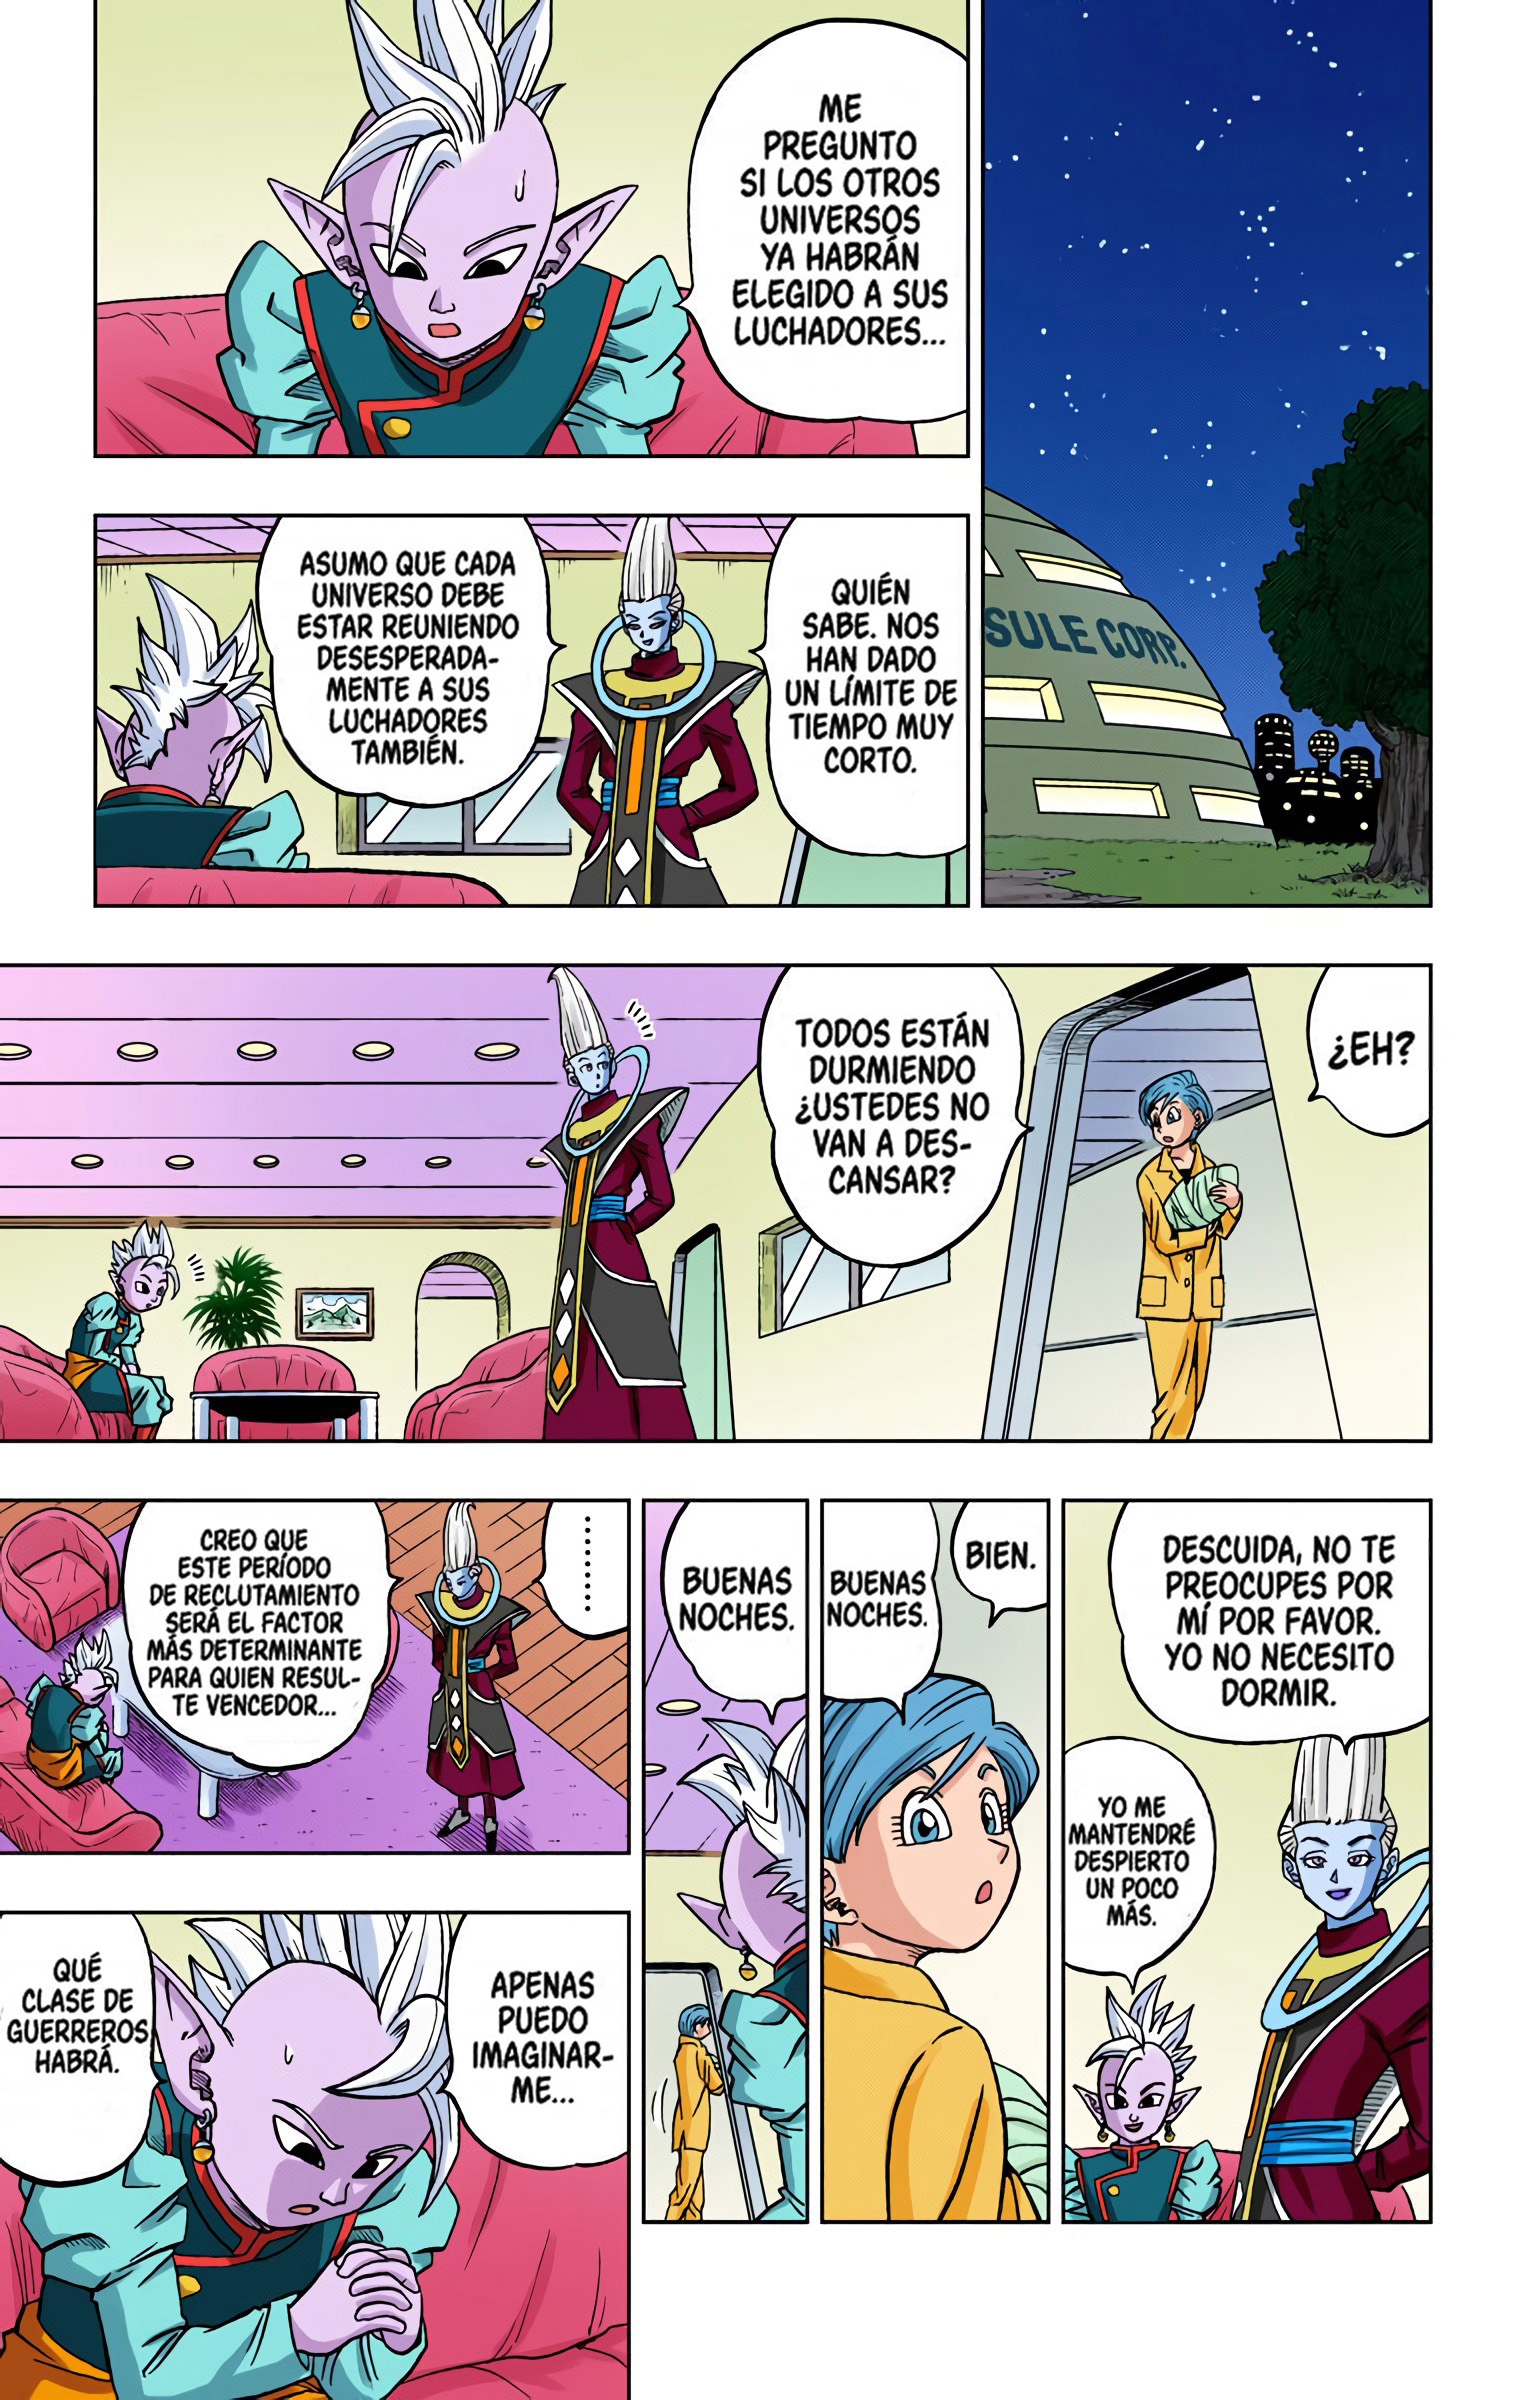 SULE CORP.
ME
PREGUNTO
SI LOS OTROS
UNIVERSOS
YA HABRÁN
ELEGIDO A SUS
LUCHADORES...
QUIÉN
SABE. NOS
HAN DADO
UN LÍMITE DE
TIEMPO MUY
CORTO.
ASUMO QUE CADA
UNIVERSO DEBE
ESTAR REUNIENDO
DESESPERADA-
MENTE A SUS
LUCHADORES
TAMBIÉN.
¿EH?
TODOS ESTÁN
DURMIENDO
¿USTEDES NO
VAN A DES-
CANSAR?
DESCUIDA, NO TE
PREOCUPES POR
MÍ POR FAVOR.
YO NO NECESITO
DORMIR.
YO ME
MANTENDRÉ
DESPIERTO
UN POCO
MÁS.
BIEN.
BUENAS
NOCHES.
BUENAS
NOCHES.
CREO QUE
ESTE PERÍODO
DE RECLUTAMIENTO
SERÁ EL FACTOR
MÁS DETERMINANTE
PARA QUIEN RESUL-
TE VENCEDOR...
APENAS
PUEDO
IMAGINAR-
ME...
QUÉ
CLASE DE
GUERREROS
HABRÁ.